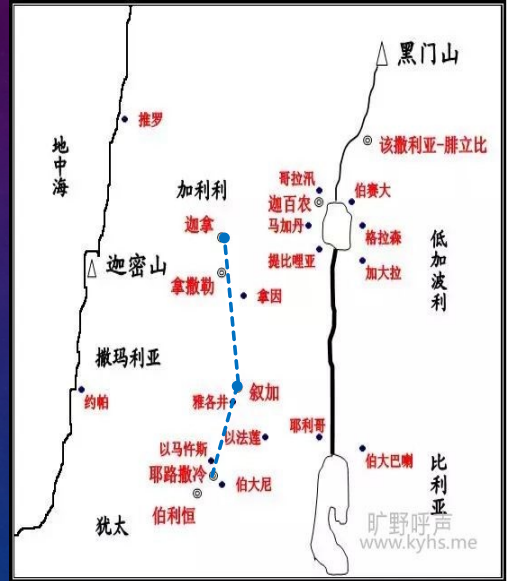 黑门山
推罗
地中海
该撒利亚-腓立比
哥拉汛
加利利
迦百农
伯赛大
迦拿
马加丹
格拉森
低加波利
提比哩亚
加大拉
迦密山
拿撒勒
拿因
撒玛利亚
叙加
约帕
雅各井
以法莲
耶利哥
以马忤斯
伯大巴喇
耶路撒冷
伯大尼
比利亚
伯利恒
犹太
旷野呼声
www.kyhs.me